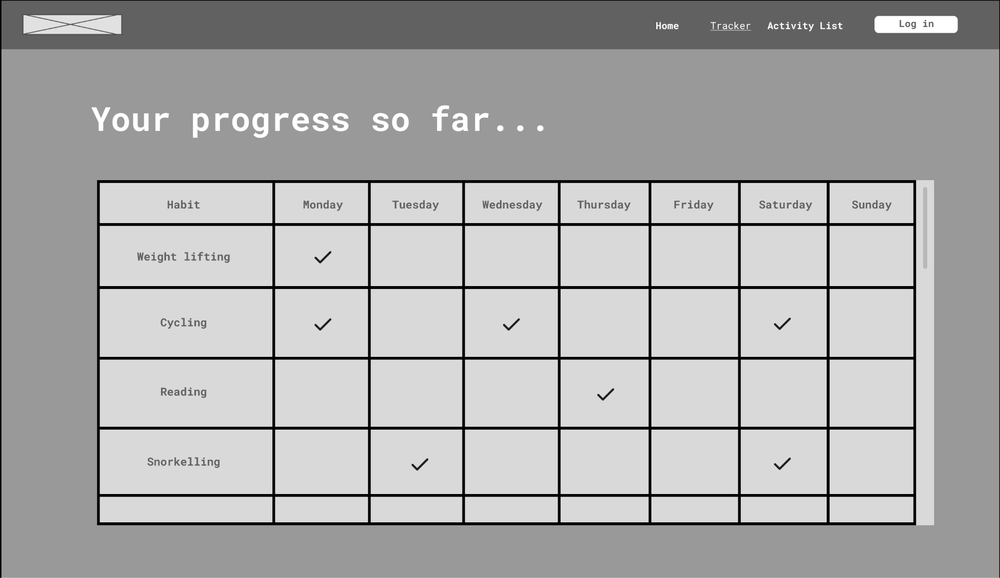 Home Tracker Activity List Log in
Your progress so far...
Habit Monday Tuesday Wednesday Thursday Friday Saturday Sunday
Weight lifting
Cycling
Reading
Snorkelling